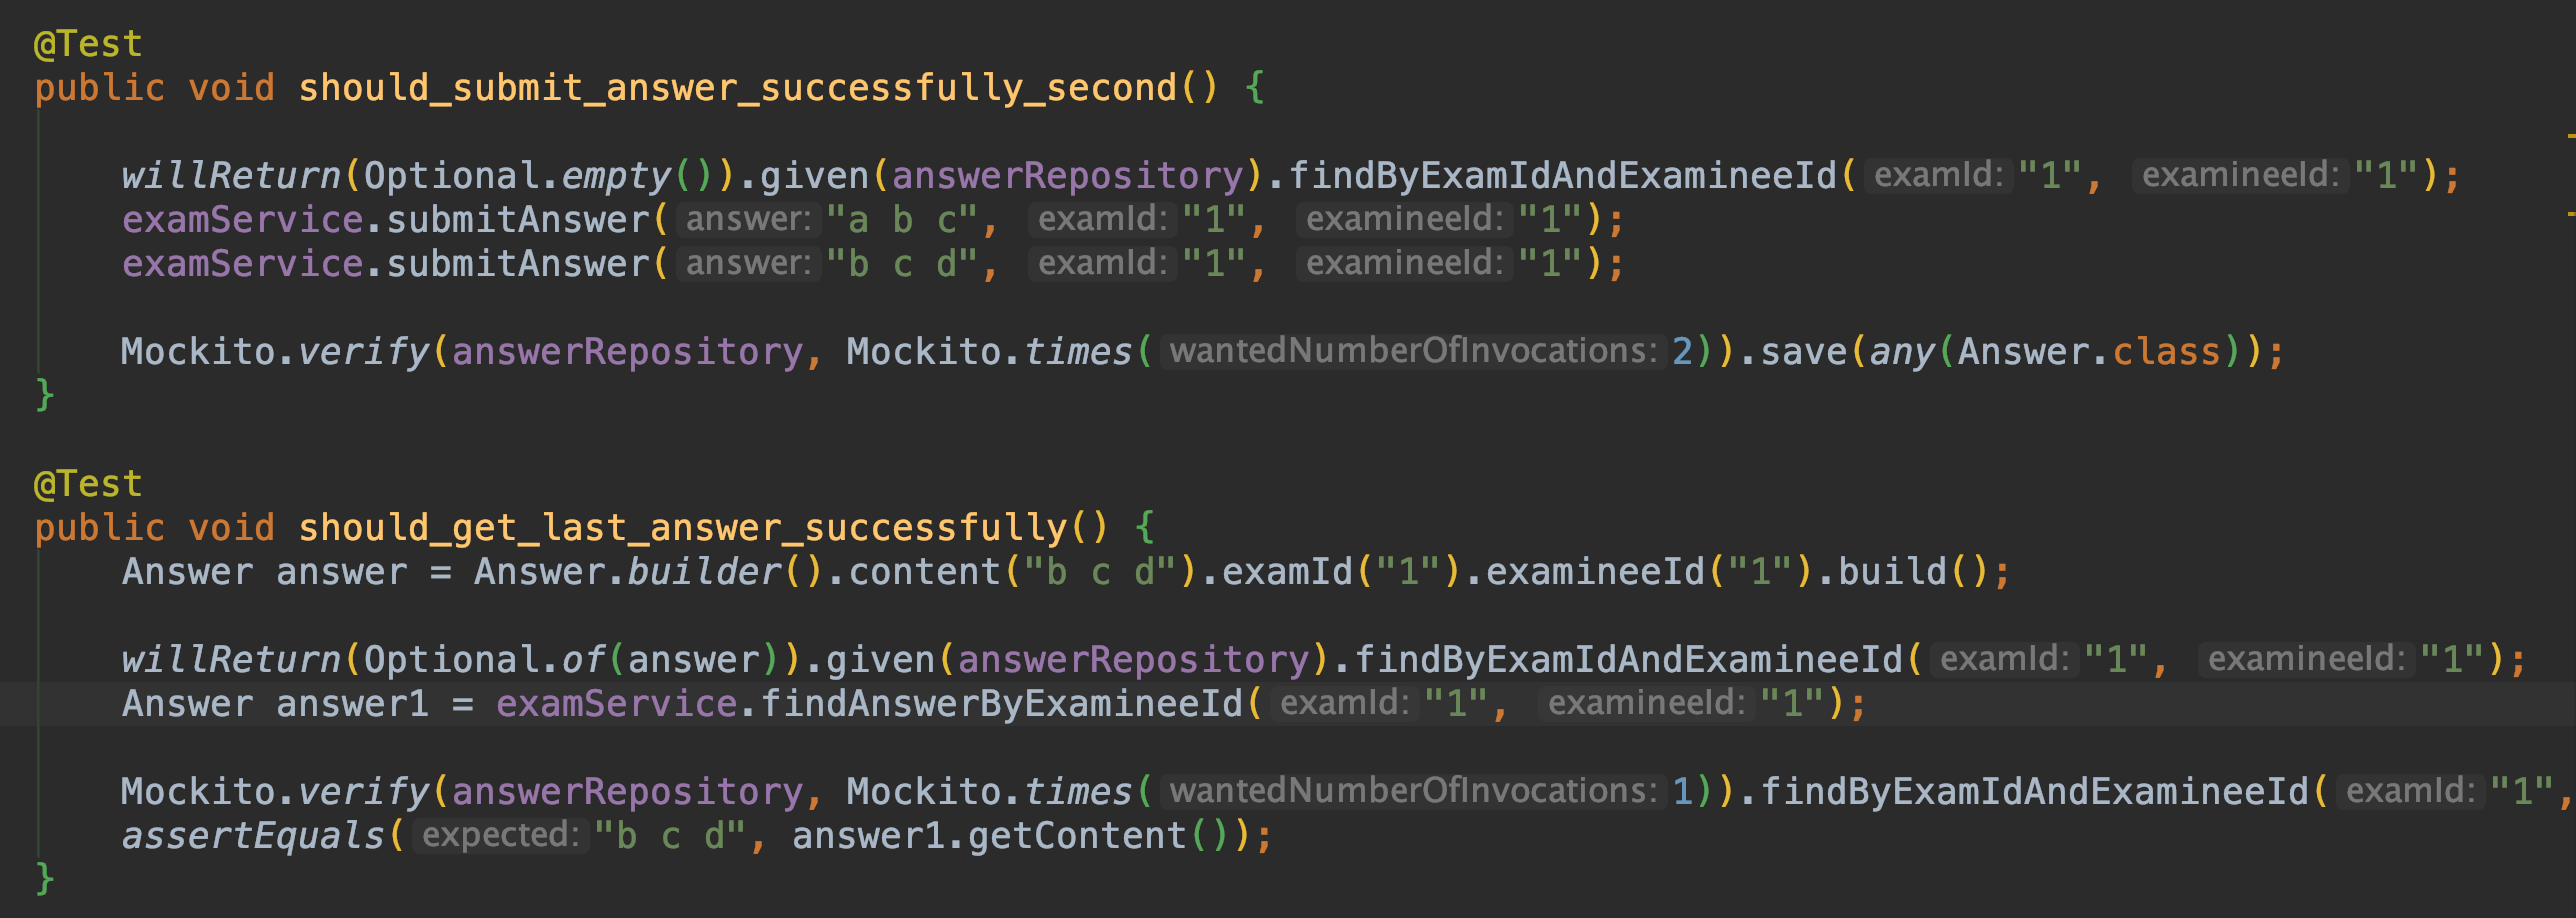 @Test
public void should_submit_answer_successfully_second() {
willReturn(Optional.empty()).given(answerRepository).findByExamIdAndExamineeId( examId: "1", examineeId: "1");
examService.submitAnswer( answer: "a b c", examId: "1", examineeId: "1");
examService.submitAnswer( answer: "b c d", examId: "1", examineeId: "1");
Mockito.verify(answerRepository, Mockito.times( wantedNumberOfInvocations: 2)).save(any(Answer.class));
}
@Test
public void should_get_last_answer_successfully() {
Answer answer = Answer.builder().content("b c d").examId("1").examineeId("1").build();
willReturn(Optional.of(answer)).given(answerRepository).findByExamIdAndExamineeId( examId: "1", examineeId: "1");
Answer answer1 = examService.findAnswerByExamineeId( examId: "1", examineeId: "1");
Mockito.verify(answerRepository, Mockito.times( wantedNumberOfInvocations: 1)).findByExamIdAndExamineeId( examId: "1",
assertEquals( expected: "b c d", answer1.getContent());
}